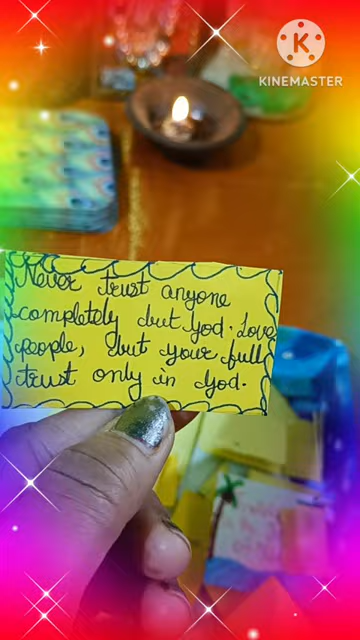 KINEMASTER
Never trust anyone
completely but God. Love
people, but your full
trust only in God.